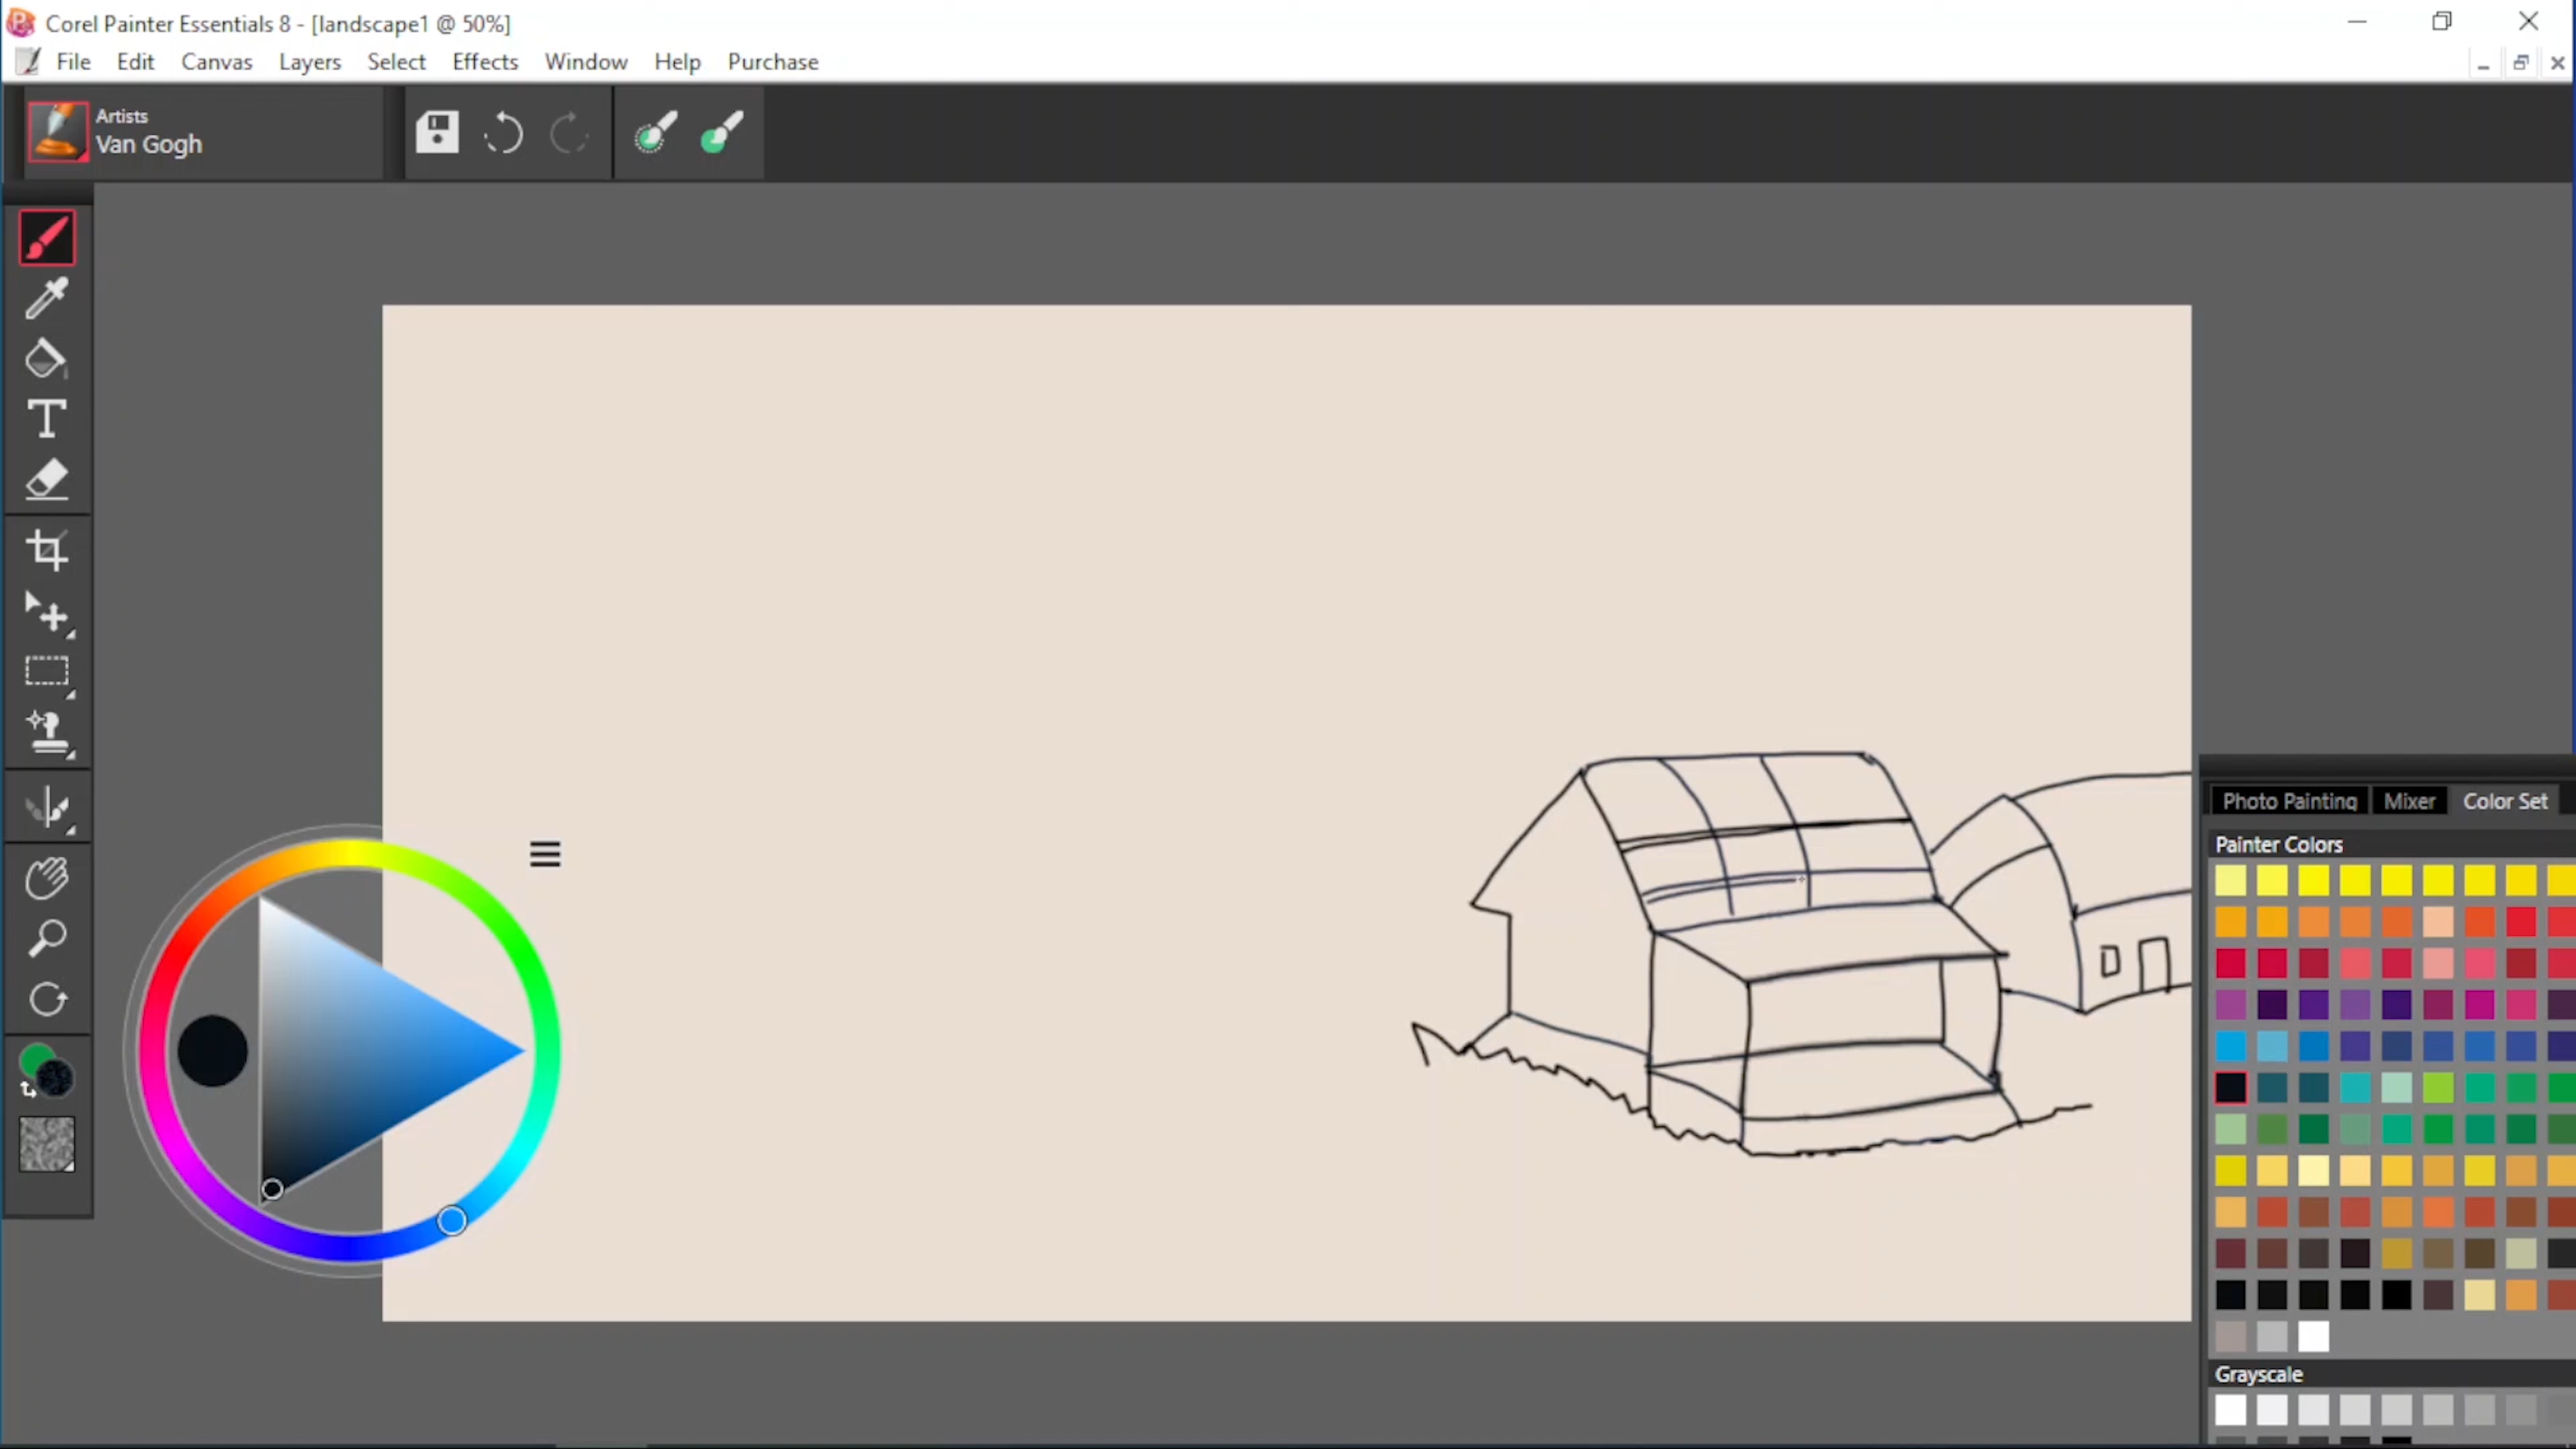 Corel Painter Essentials 8 - [landscape1 @ 50%]
File Edit Canvas Layers Select Effects Window Help Purchase
Artists
Van Gogh
Photo Painting Mixer Color Set
Painter Colors
Grayscale